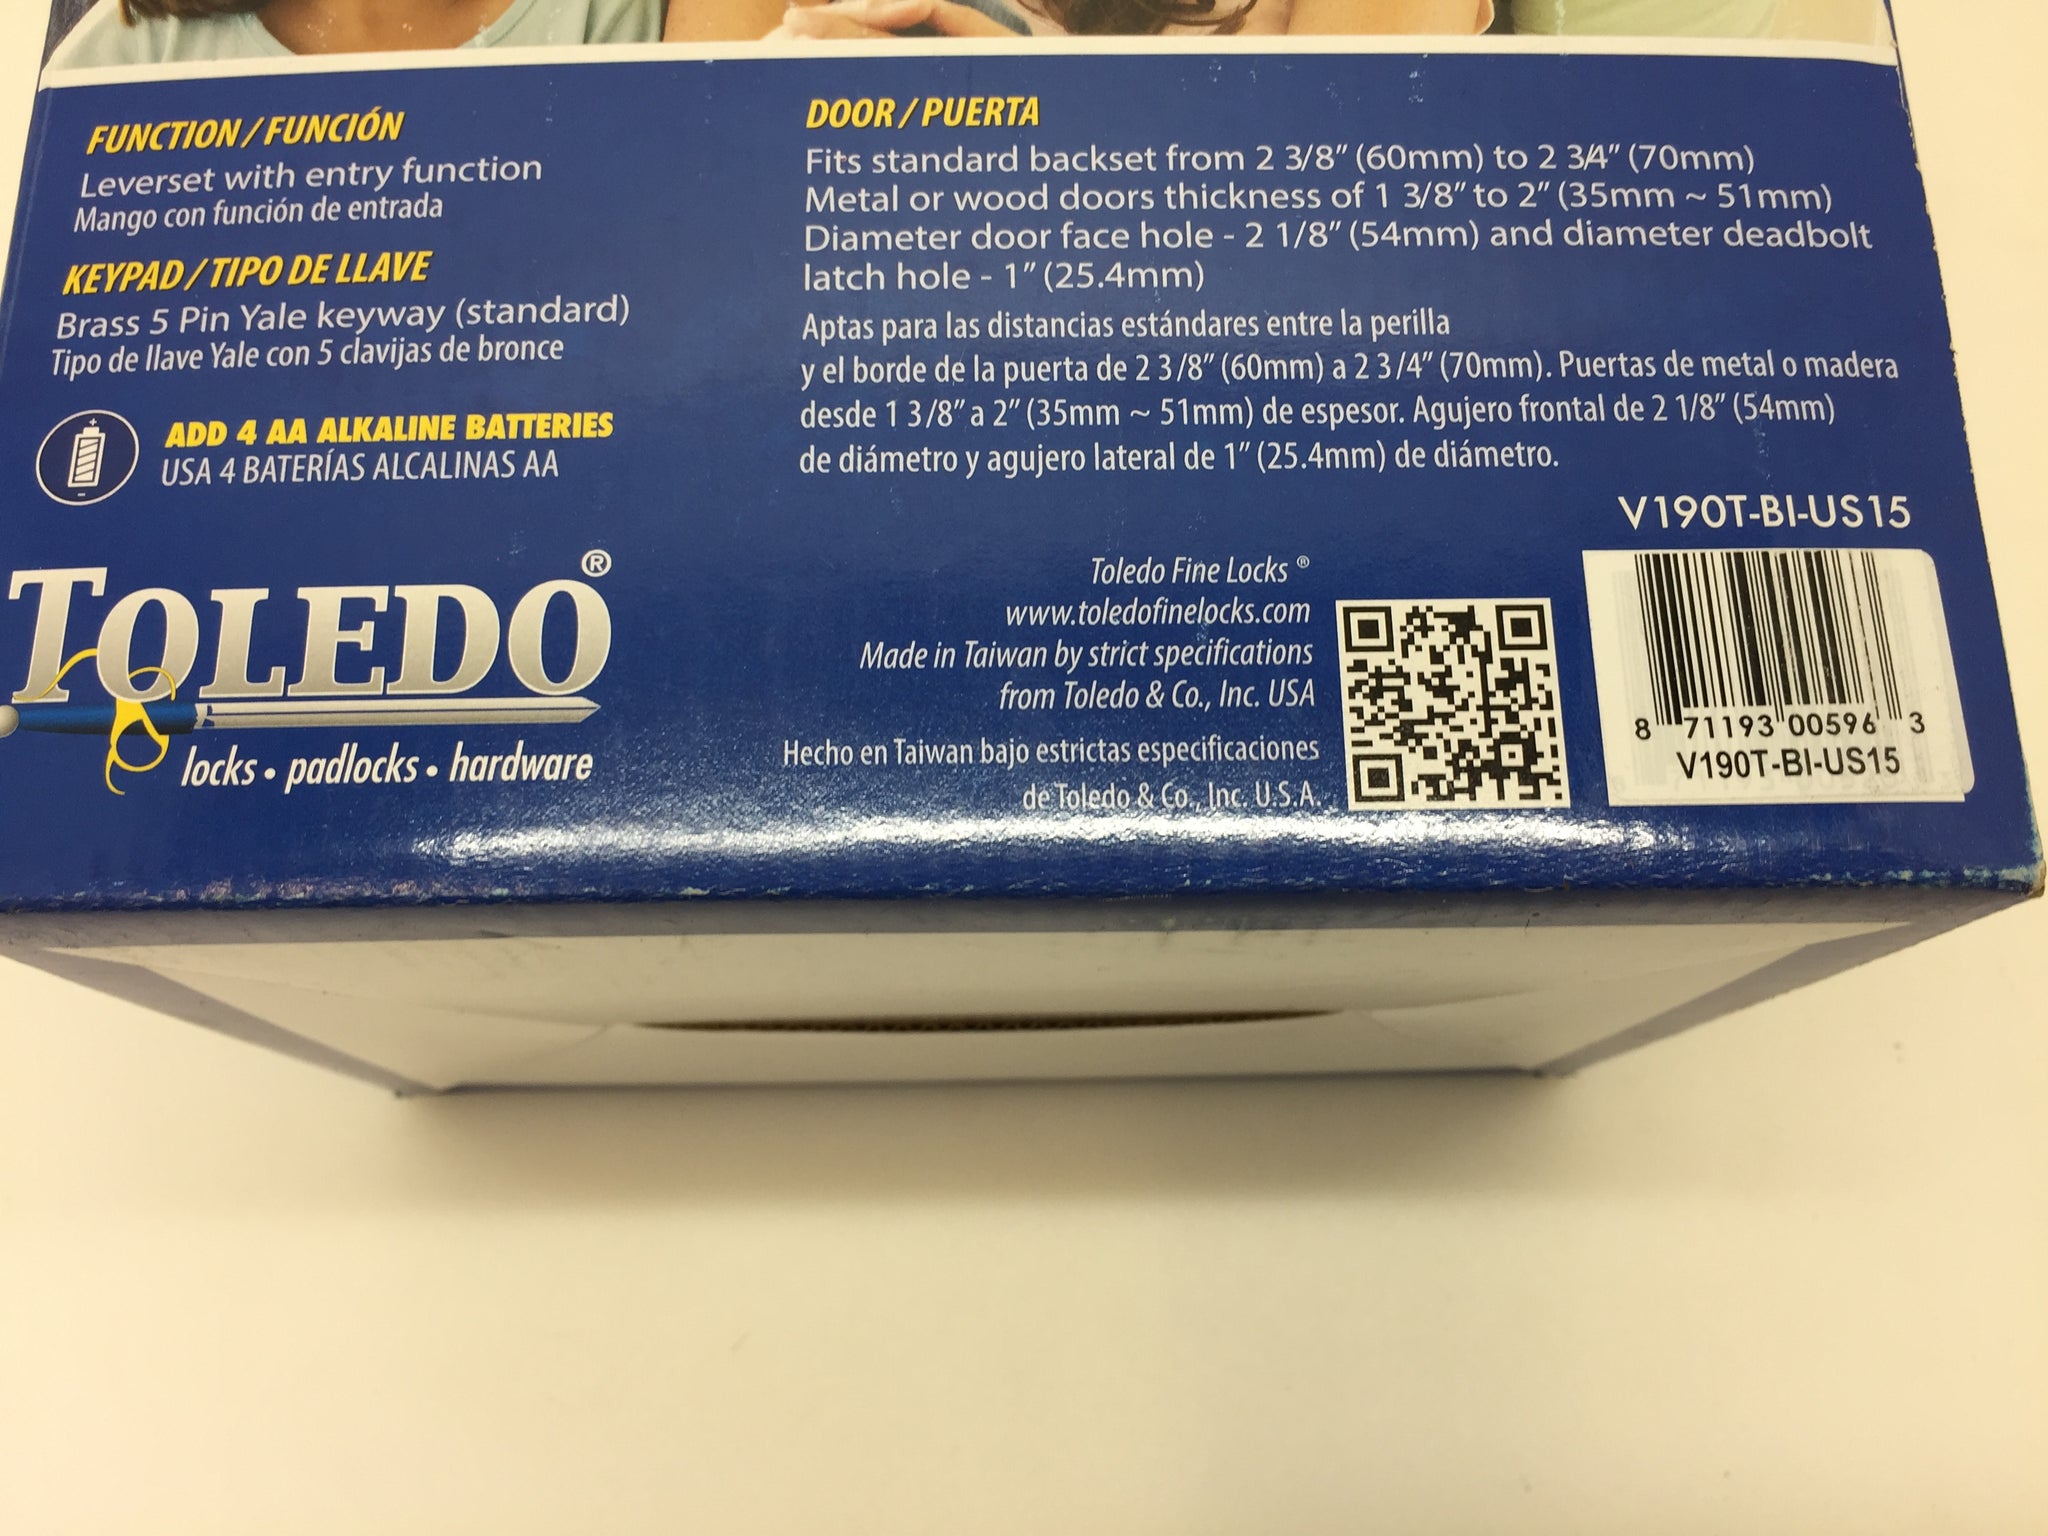 FUNCTION / FUNCIÓN
Leverset with entry function
Mango con función de entrada
KEYPAD / TIPO DE LLAVE
Brass 5 Pin Yale keyway (standard)
Tipo de llave Yale con 5 clavijas de bronce
ADD 4 AA ALKALINE BATTERIES
USA 4 BATERÍAS ALCALINAS AA
TOLEDO®
locks • padlocks • hardware
DOOR / PUERTA
Fits standard backset from 2 3/8" (60mm) to 2 3/4" (70mm)
Metal or wood doors thickness of 1 3/8" to 2" (35mm ~ 51mm)
Diameter door face hole - 2 1/8" (54mm) and diameter deadbolt
latch hole - 1" (25.4mm)
Aptas para las distancias estándares entre la perilla
y el borde de la puerta de 2 3/8" (60mm) a 2 3/4" (70mm). Puertas de metal o madera
desde 1 3/8" a 2" (35mm ~ 51mm) de espesor. Agujero frontal de 2 1/8" (54mm)
de diámetro y agujero lateral de 1" (25.4mm) de diámetro.
Toledo Fine Locks ®
www.toledofinelocks.com
Made in Taiwan by strict specifications
from Toledo & Co., Inc. USA
Hecho en Taiwan bajo estrictas especificaciones
de Toledo & Co., Inc. U.S.A.
V190T-BI-US15
8 71193 00596 3
V190T-BI-US15